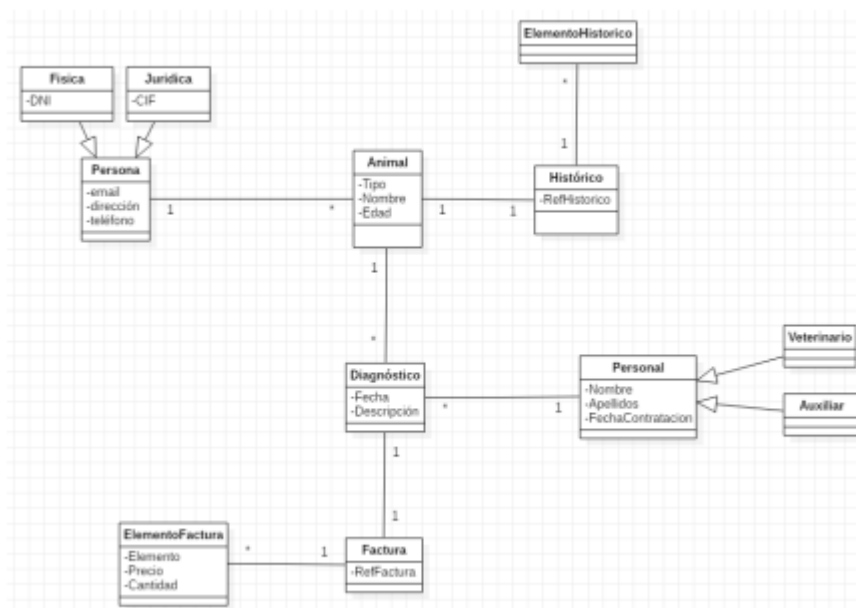 ElementoHistorico
*
1
Fisica
-DNI
Juridica
-CIF
Persona
-email
-dirección
-teléfono
1
*
Animal
-Tipo
-Nombre
-Edad
1
1
Histórico
-RefHistorico
1
*
Diagnóstico
-Fecha
-Descripción
*
1
Personal
-Nombre
-Apellidos
-FechaContratacion
Veterinario
Auxiliar
1
1
ElementoFactura
-Elemento
-Precio
-Cantidad
*
1
Factura
-RefFactura